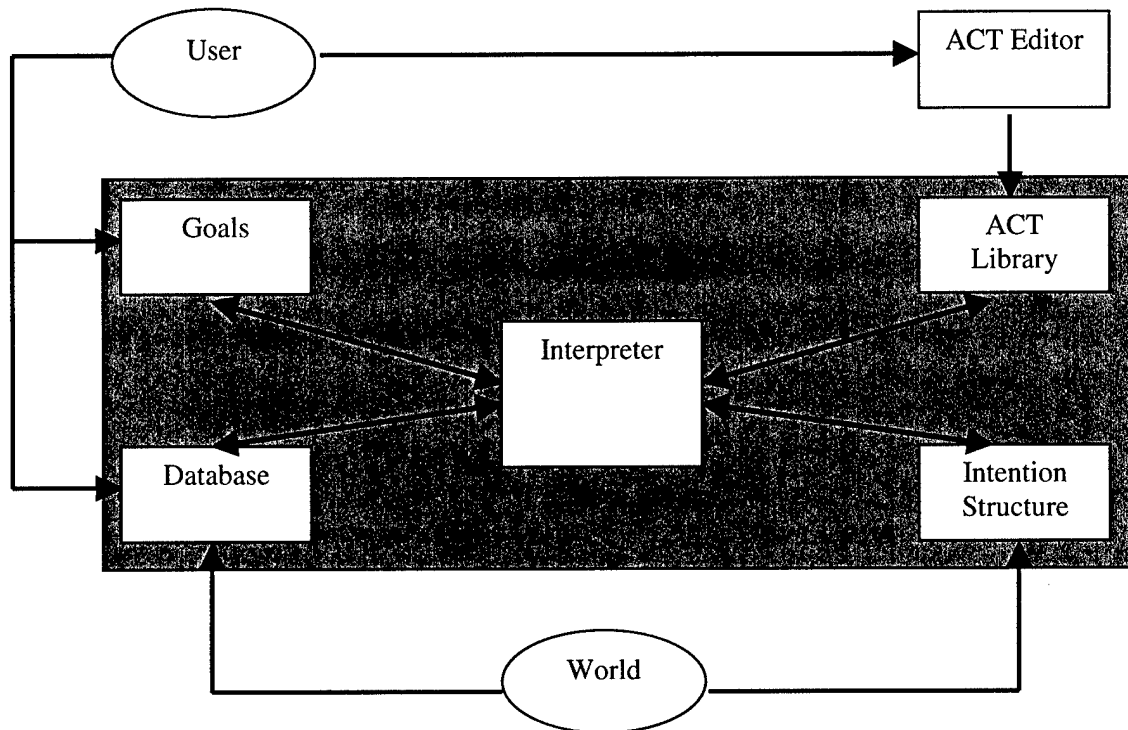 User
ACT Editor
Goals
ACT
Library
Interpreter
Database
Intention
Structure
World